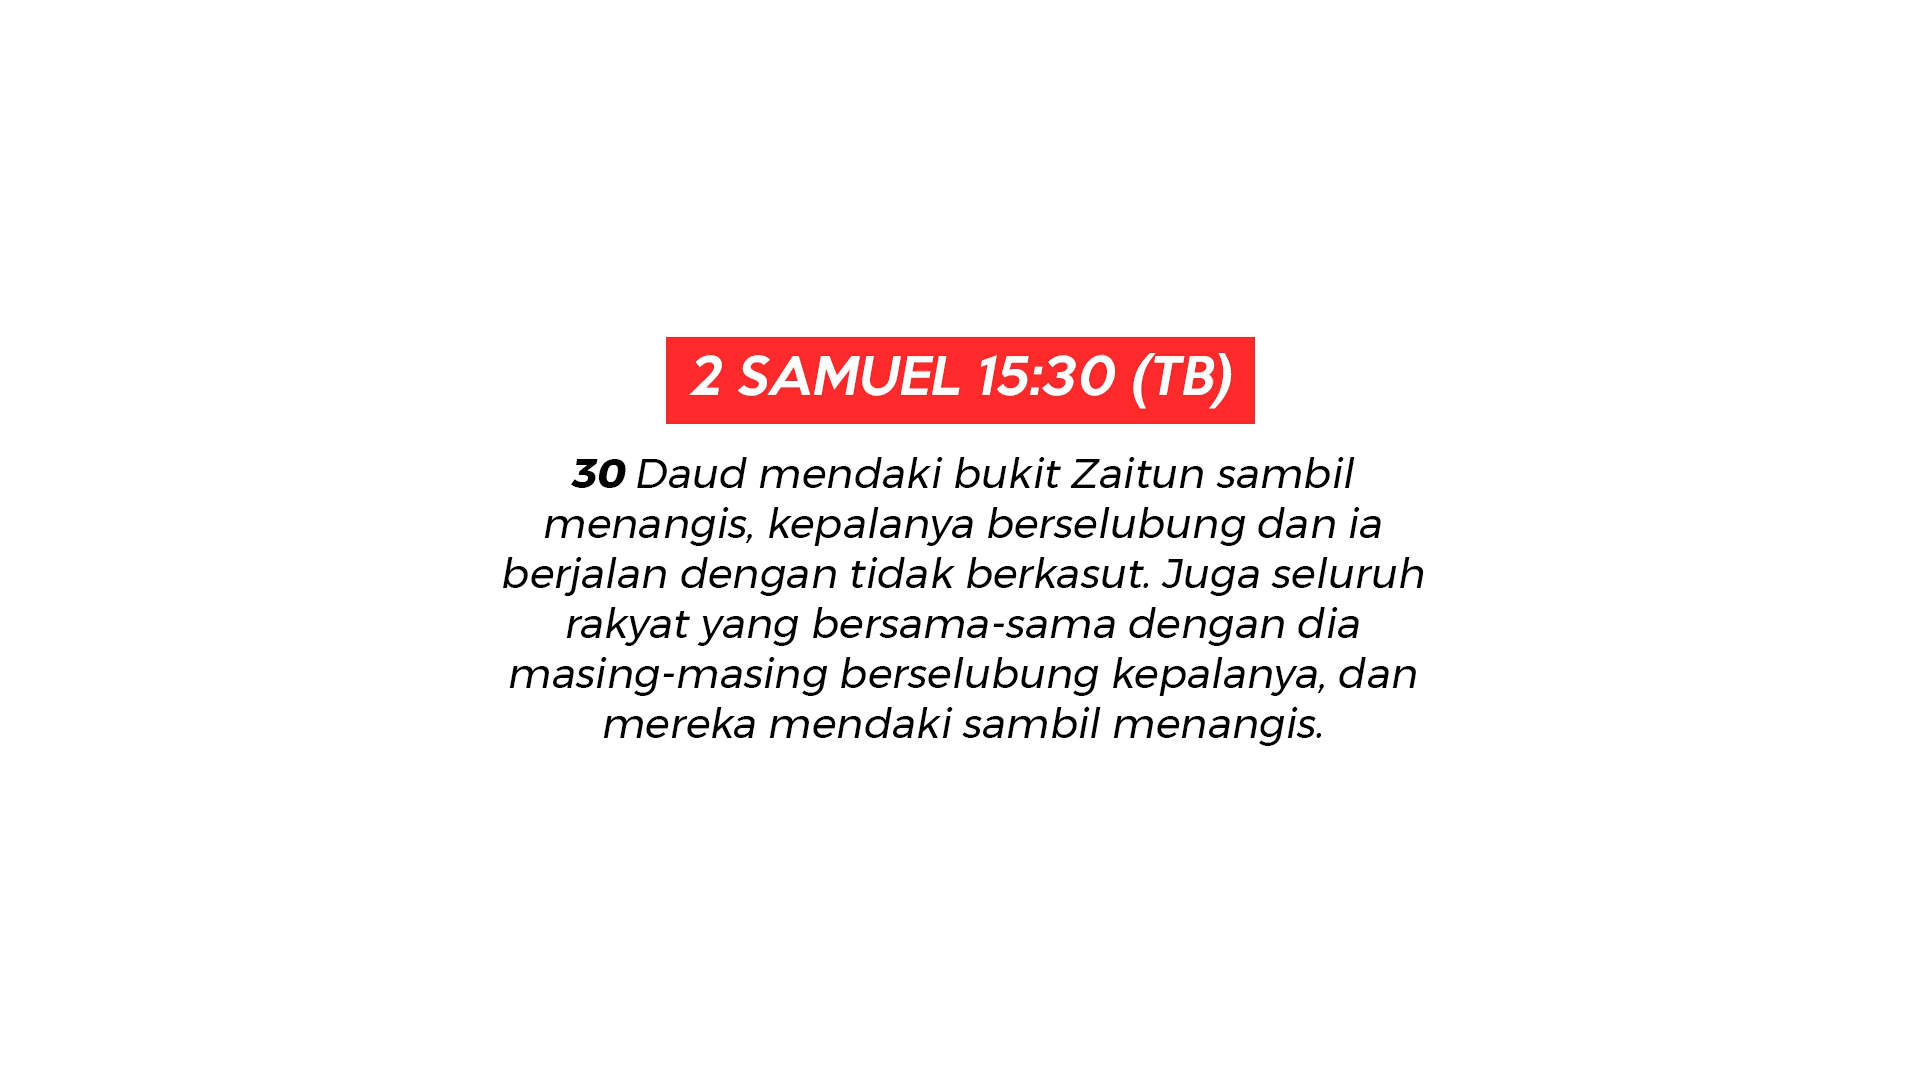 2 SAMUEL 15:30 (TB)
30 Daud mendaki bukit Zaitun sambil
menangis, kepalanya berselubung dan ia
berjalan dengan tidak berkasut. Juga seluruh
rakyat yang bersama-sama dengan dia
masing-masing berselubung kepalanya, dan
mereka mendaki sambil menangis.